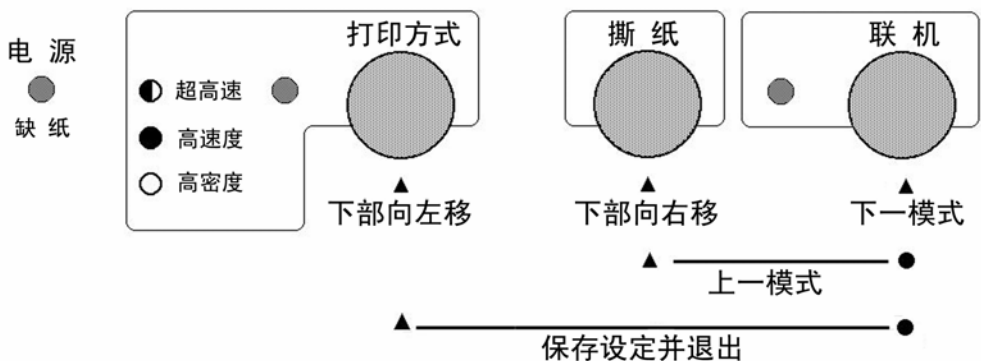 电 源
缺 纸
打印方式
超高速
高速度
高密度
撕 纸
联 机
下部向左移
下部向右移
下一模式
上一模式
保存设定并退出